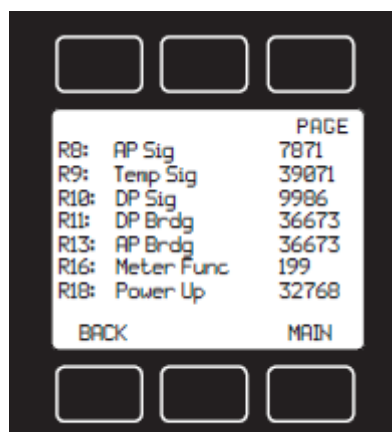 PAGE
R8: AP Sig 7871
R9: Temp Sig 39071
R10: DP Sig 9986
R11: DP Brdg 36673
R13: AP Brdg 36673
R16: Meter Func 199
R18: Power Up 32768
BACK MAIN